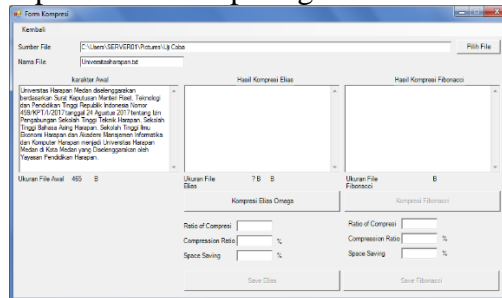 Form Kompresi
Kembali
Sumber File C:\Users\SERVER01\Pictures\Uji Coba Pilih File
Nama File Universitasharapan.txt
karakter Awal Hasil Kompresi Elias Hasil Kompresi Fibonacci
Universitas Harapan Medan diselenggarakan
berdasarkan Surat Keputusan Menteri Riset, Teknologi
dan Pendidikan Tinggi Republik Indonesia Nomor
459/KPT/I/2017 tanggal 24 Agustus 2017 tentang Izin
Penggabungan Sekolah Tinggi Teknik Harapan, Sekolah
Tinggi Bahasa Asing Harapan, Sekolah Tinggi Ilmu
Ekonomi Harapan dan Akademi Manajemen Informatika
dan Komputer Harapan menjadi Universitas Harapan
Medan di Kota Medan yang Diselenggarakan oleh
Yayasan Pendidikan Harapan.
Ukuran File Awal 465 B Ukuran File Elias ? B B Ukuran File Fibonacci B
Kompresi Elias Omega Kompresi Fibonacci
Ratio of Compresi Ratio of Compresi
Compression Ratio % Compression Ratio %
Space Saving % Space Saving %
Save Elias Save Fibonacci